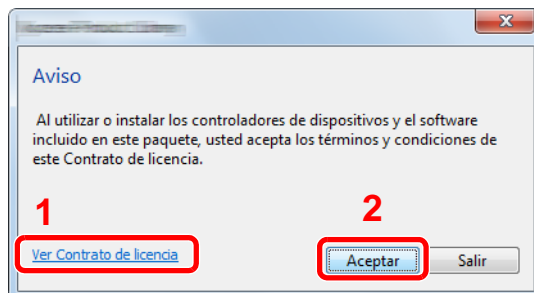 Aviso
Al utilizar o instalar los controladores de dispositivos y el software
incluido en este paquete, usted acepta los términos y condiciones de
este Contrato de licencia.
1
2
Ver Contrato de licencia
Aceptar
Salir